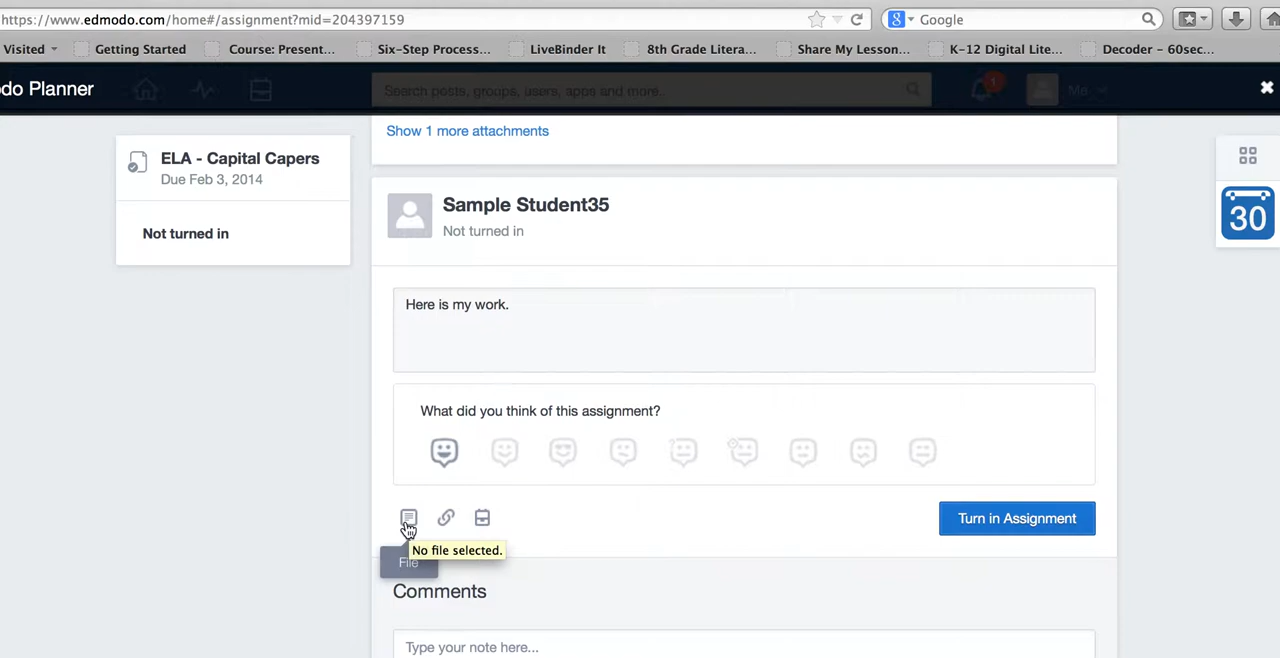 https://www.edmodo.com/home#/assignment?mid=204397159
Google
Visited
Getting Started
Course: Present...
Six-Step Process...
LiveBinder It
8th Grade Litera...
Share My Lesson...
K-12 Digital Lite...
Decoder - 60sec...
do Planner
Search posts, groups, users, apps and more...
1
Me
Show 1 more attachments
ELA - Capital Capers
Due Feb 3, 2014
Not turned in
30
Sample Student35
Not turned in
Here is my work.
What did you think of this assignment?
Turn in Assignment
No file selected.
File
Comments
Type your note here...